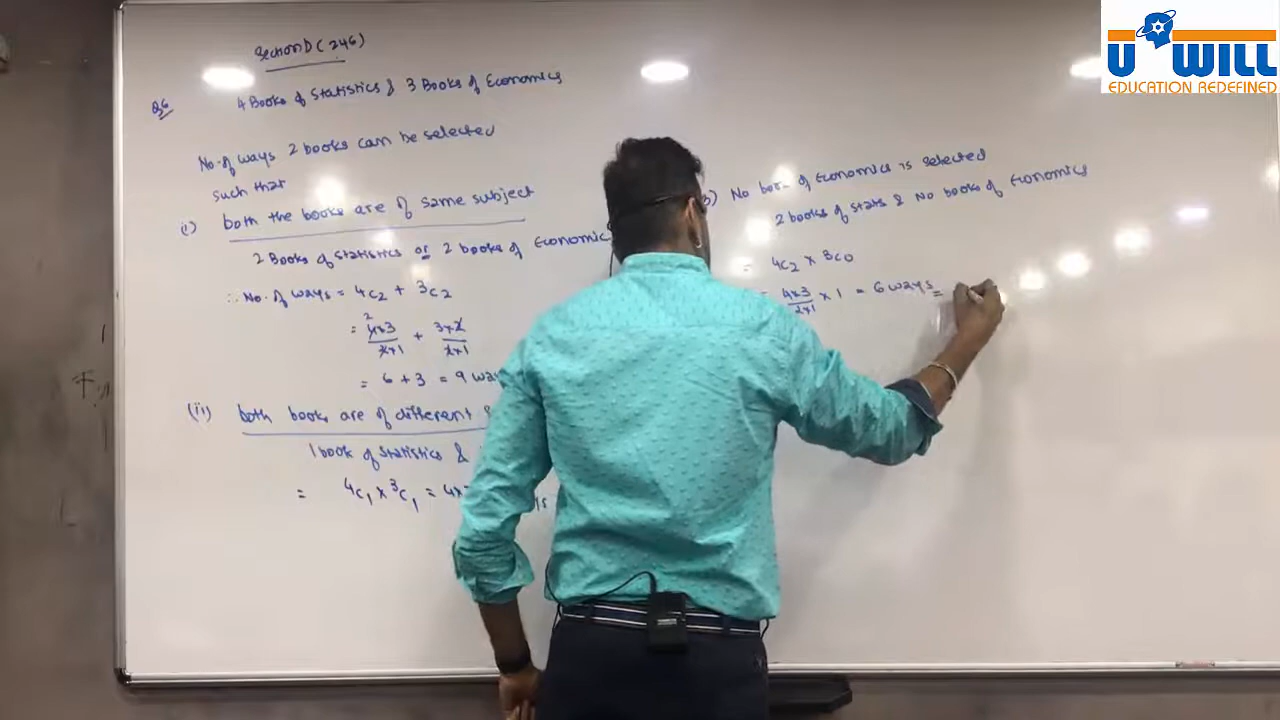 Section D (246)
Q6 4 Books of Statistics & 3 Books of Economics
No. of ways 2 books can be selected
such that
(i) both the books are of same subject
2 Books of Statistics or 2 books of Economic
∴ No. of ways = 4c2 + 3c2
= 4×3/2×1 + 3×2/2×1
= 6 + 3 = 9 wa
(ii) both books are of different
1 book of Statistics &
= 4c1 × 3c1 = 4×
3) No of Economics is selected
2 books of stats & No books of Economics
= 4c2 × 3c0
= 4×3/2×1 × 1 = 6 ways
U WILL
EDUCATION REDEFINED